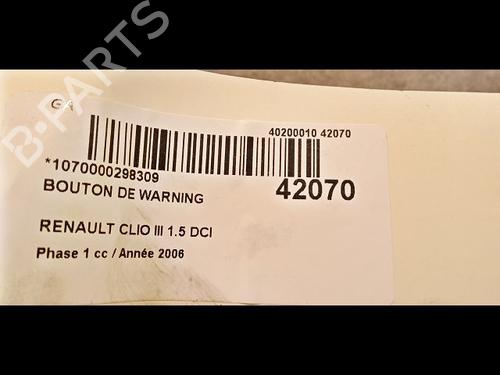 B-PARTS
GA
40200010 42070
*1070000298309
BOUTON DE WARNING
42070
RENAULT CLIO III 1.5 DCI
Phase 1 cc / Année 2006